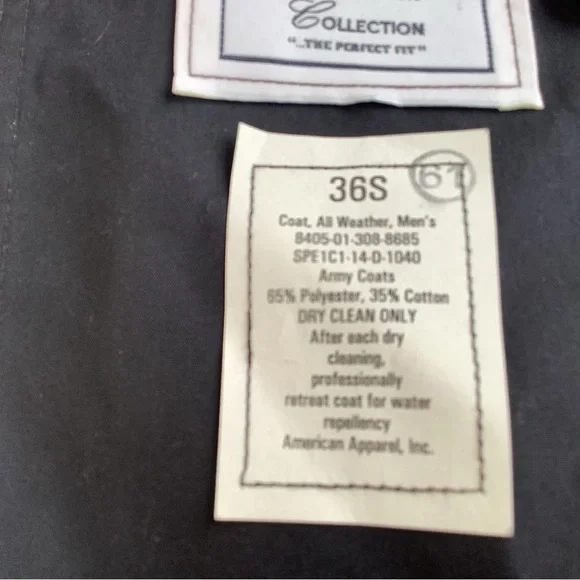 Collection
"...THE PERFECT FIT"
36S
61
Coat, All Weather, Men's
8405-01-308-8685
SPE1C1-14-D-1040
Army Coats
65% Polyester, 35% Cotton
DRY CLEAN ONLY
After each dry
cleaning,
professionally
retreat coat for water
repellency
American Apparel, Inc.